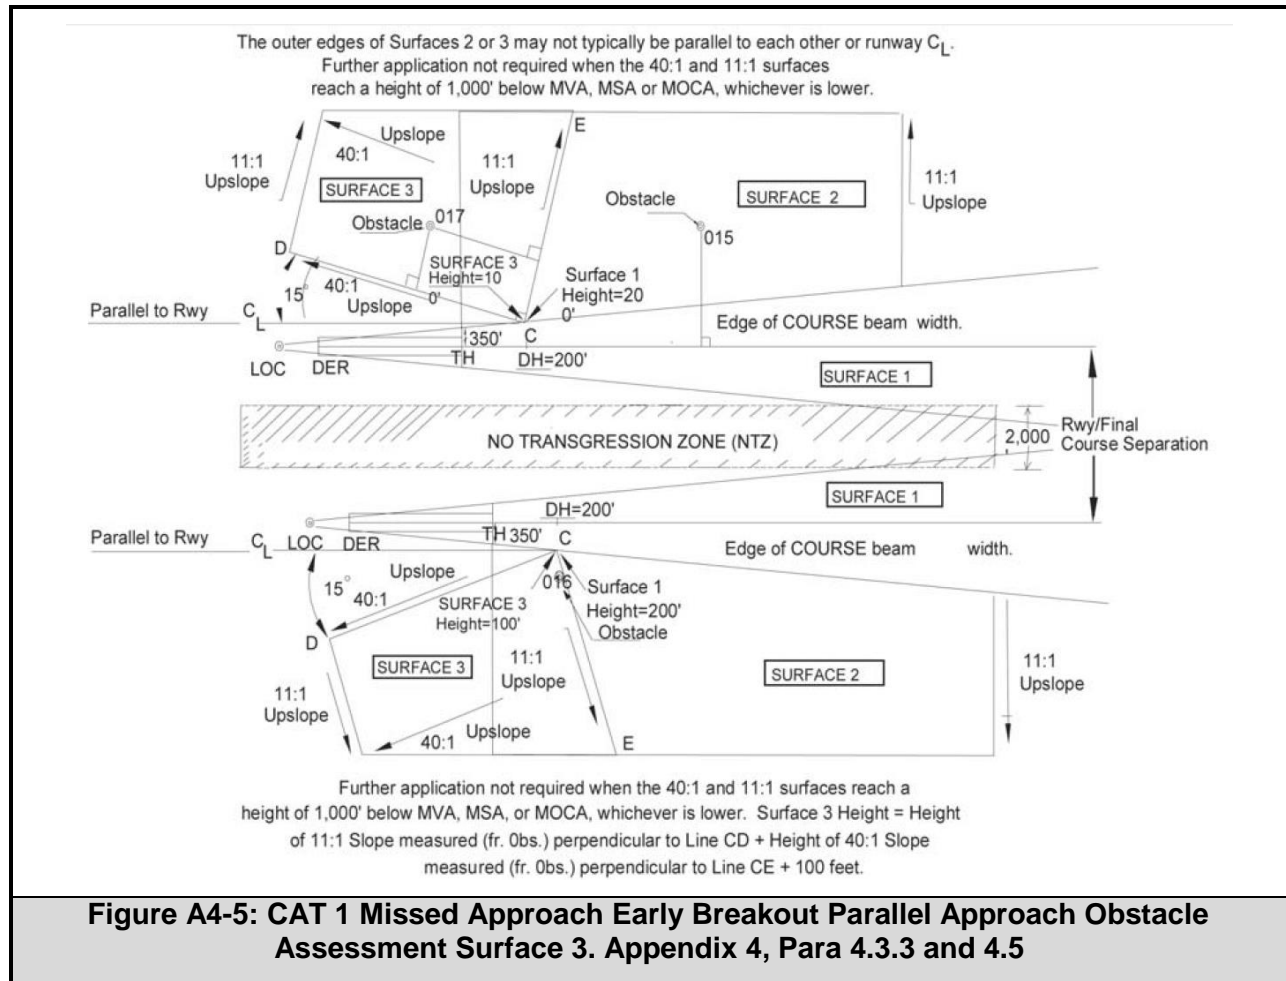 The outer edges of Surfaces 2 or 3 may not typically be parallel to each other or runway CL.
Further application not required when the 40:1 and 11:1 surfaces
reach a height of 1,000' below MVA, MSA or MOCA, whichever is lower.
E
Upslope
11:1
Upslope
40:1
11:1
Upslope
11:1
Upslope
SURFACE 3
SURFACE 2
Obstacle
017
Obstacle
015
D
SURFACE 3
Height=10
0'
Surface 1
Height=20
0'
15°
40:1
Upslope
Parallel to Rwy
CL
Edge of COURSE beam width.
350'
C
LOC
DER
TH
DH=200'
SURFACE 1
NO TRANSGRESSION ZONE (NTZ)
2,000
'
Rwy/Final
Course Separation
SURFACE 1
DH=200'
Parallel to Rwy
CL
LOC
DER
TH
350'
C
Edge of COURSE beam width.
Upslope
15°
40:1
016
Surface 1
Height=200'
Obstacle
SURFACE 3
Height=100'
D
SURFACE 3
11:1
Upslope
SURFACE 2
11:1
Upslope
11:1
Upslope
40:1
Upslope
E
Further application not required when the 40:1 and 11:1 surfaces reach a
height of 1,000' below MVA, MSA, or MOCA, whichever is lower. Surface 3 Height = Height
of 11:1 Slope measured (fr. 0bs.) perpendicular to Line CD + Height of 40:1 Slope
measured (fr. 0bs.) perpendicular to Line CE + 100 feet.
Figure A4-5: CAT 1 Missed Approach Early Breakout Parallel Approach Obstacle
Assessment Surface 3. Appendix 4, Para 4.3.3 and 4.5